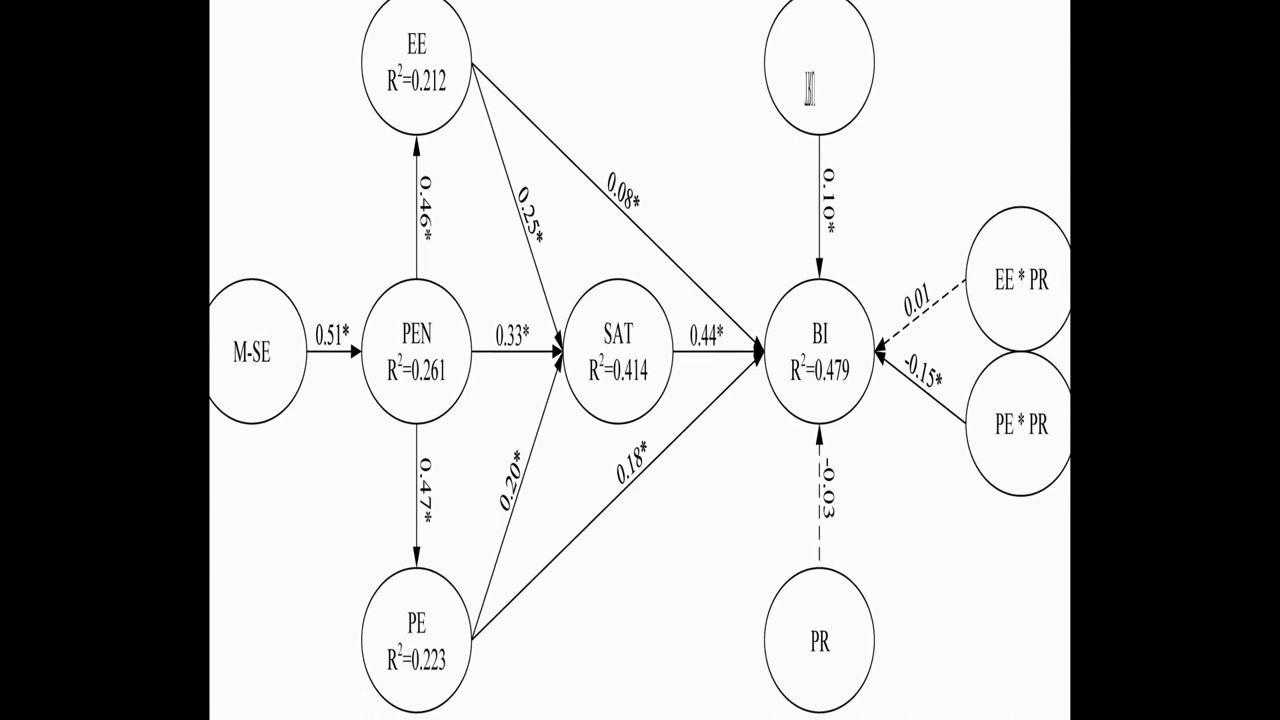 EE
R²=0.212
0.46*
0.25*
0.08*
0.10*
M-SE
0.51*
PEN
R²=0.261
0.33*
SAT
R²=0.414
0.44*
BI
R²=0.479
0.01
EE * PR
-0.15*
PE * PR
0.47*
0.20*
0.18*
-0.03
PE
R²=0.223
PR